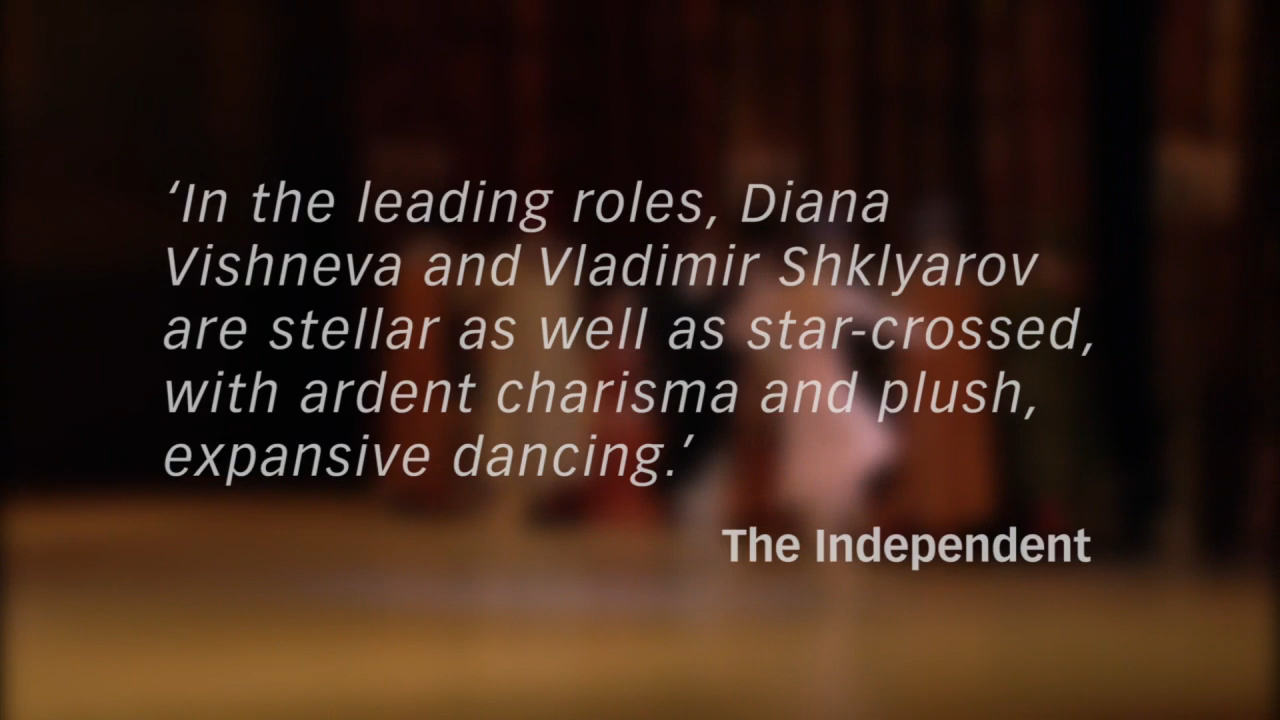 ‘In the leading roles, Diana
Vishneva and Vladimir Shklyarov
are stellar as well as star-crossed,
with ardent charisma and plush,
expansive dancing.’
The Independent